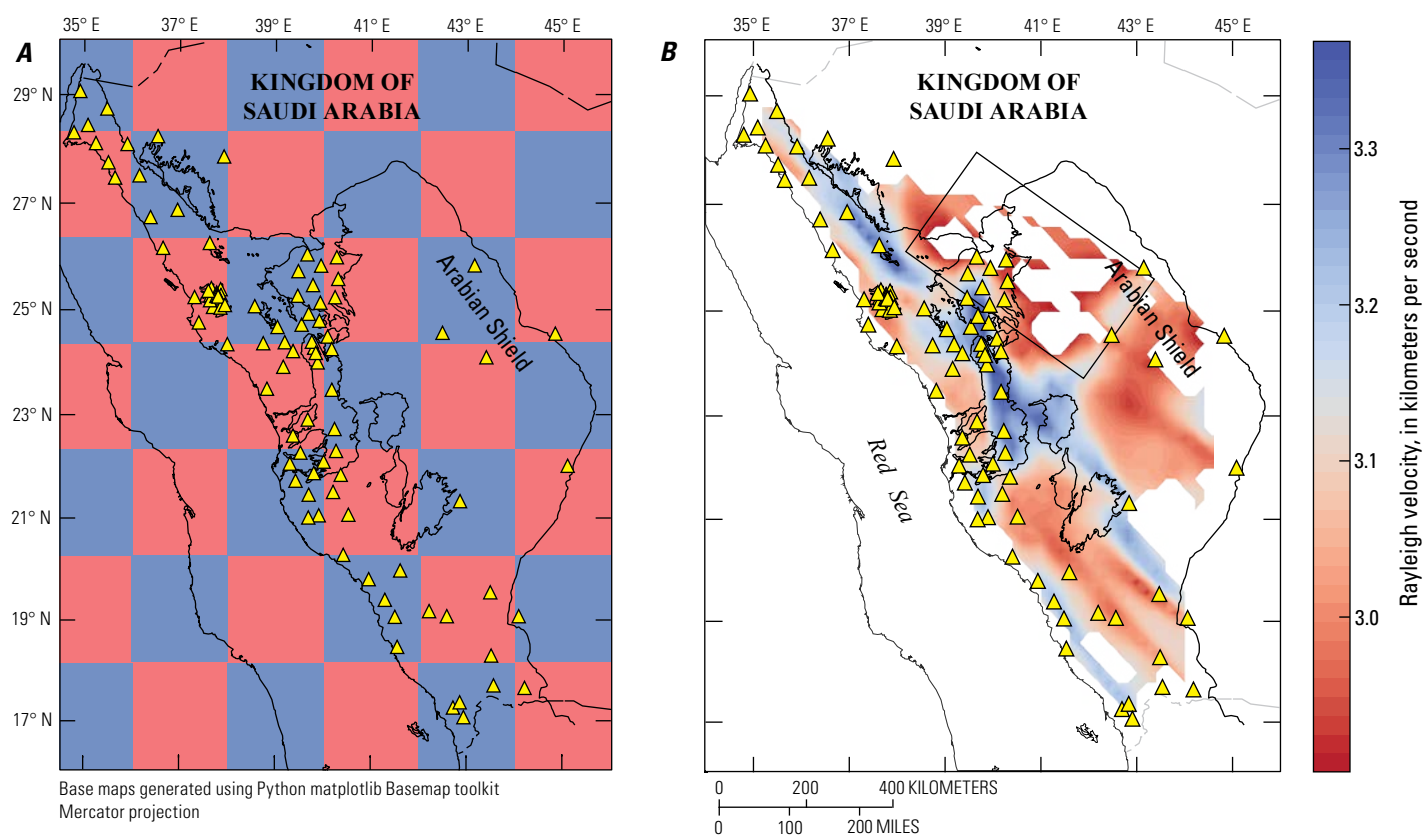 35° E 37° E 39° E 41° E 43° E 45° E
A
KINGDOM OF
SAUDI ARABIA
29° N
27° N
25° N
23° N
21° N
19° N
17° N
Arabian Shield
Base maps generated using Python matplotlib Basemap toolkit
Mercator projection
35° E 37° E 39° E 41° E 43° E 45° E
B
KINGDOM OF
SAUDI ARABIA
Arabian Shield
Red Sea
0 200 400 KILOMETERS
0 100 200 MILES
3.3
3.2
3.1
3.0
Rayleigh velocity, in kilometers per second